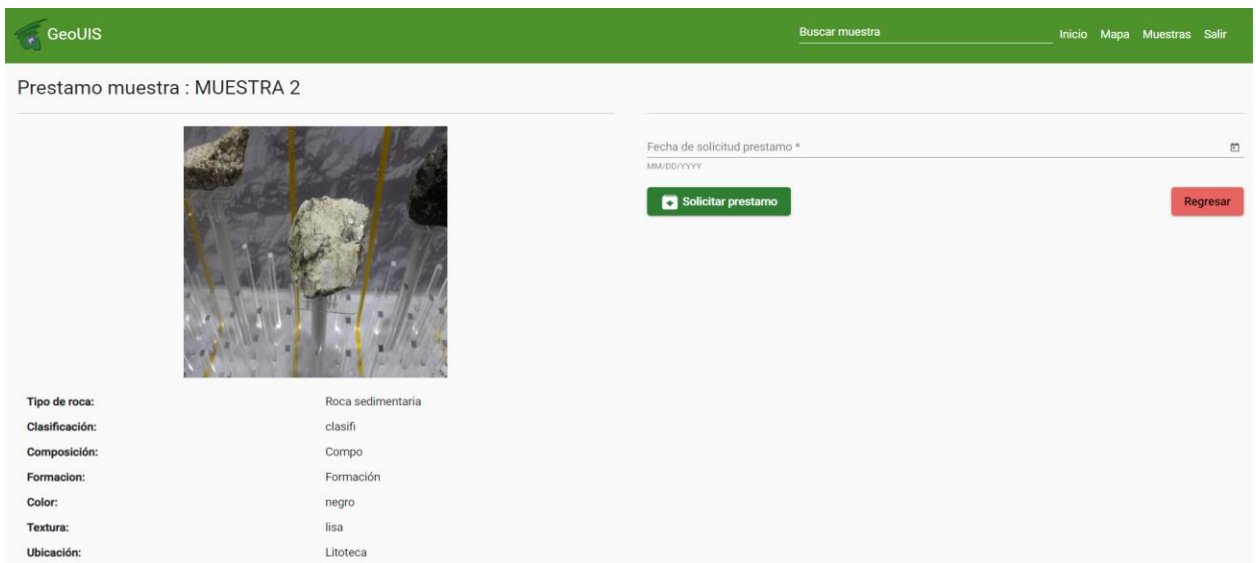 GeoUIS
Buscar muestra
Inicio Mapa Muestras Salir
Prestamo muestra : MUESTRA 2
Fecha de solicitud prestamo *
MM/DD/YYYY
Solicitar prestamo
Regresar
Tipo de roca: Roca sedimentaria
Clasificación: clasifi
Composición: Compo
Formacion: Formación
Color: negro
Textura: lisa
Ubicación: Litoteca